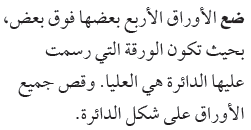 ضع الأوراق الأربع بعضها فوق بعض،
بحيث تكون الورقة التي رسمت
عليها الدائرة هي العليا. وقص جميع
الأوراق على شكل الدائرة.